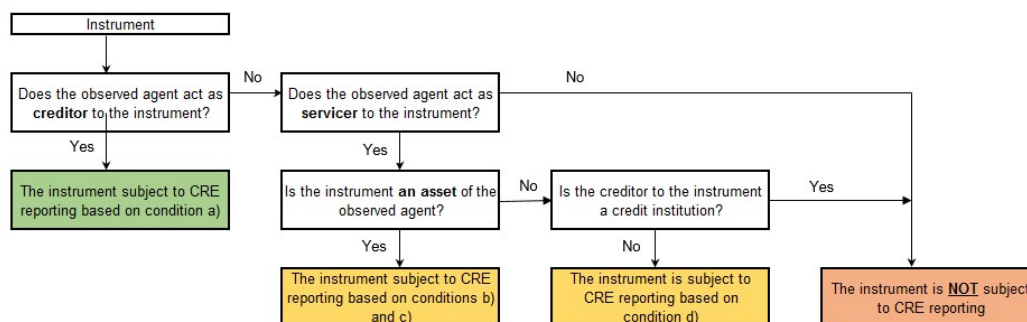 Instrument
Does the observed agent act as
creditor to the instrument?
No
Does the observed agent act as
servicer to the instrument?
No
Yes
Yes
The instrument subject to CRE
reporting based on condition a)
Is the instrument an asset of the
observed agent?
No
Is the creditor to the instrument
a credit institution?
Yes
Yes
No
The instrument subject to CRE
reporting based on conditions b)
and c)
The instrument is subject to
CRE reporting based on
condition d)
The instrument is NOT subject
to CRE reporting